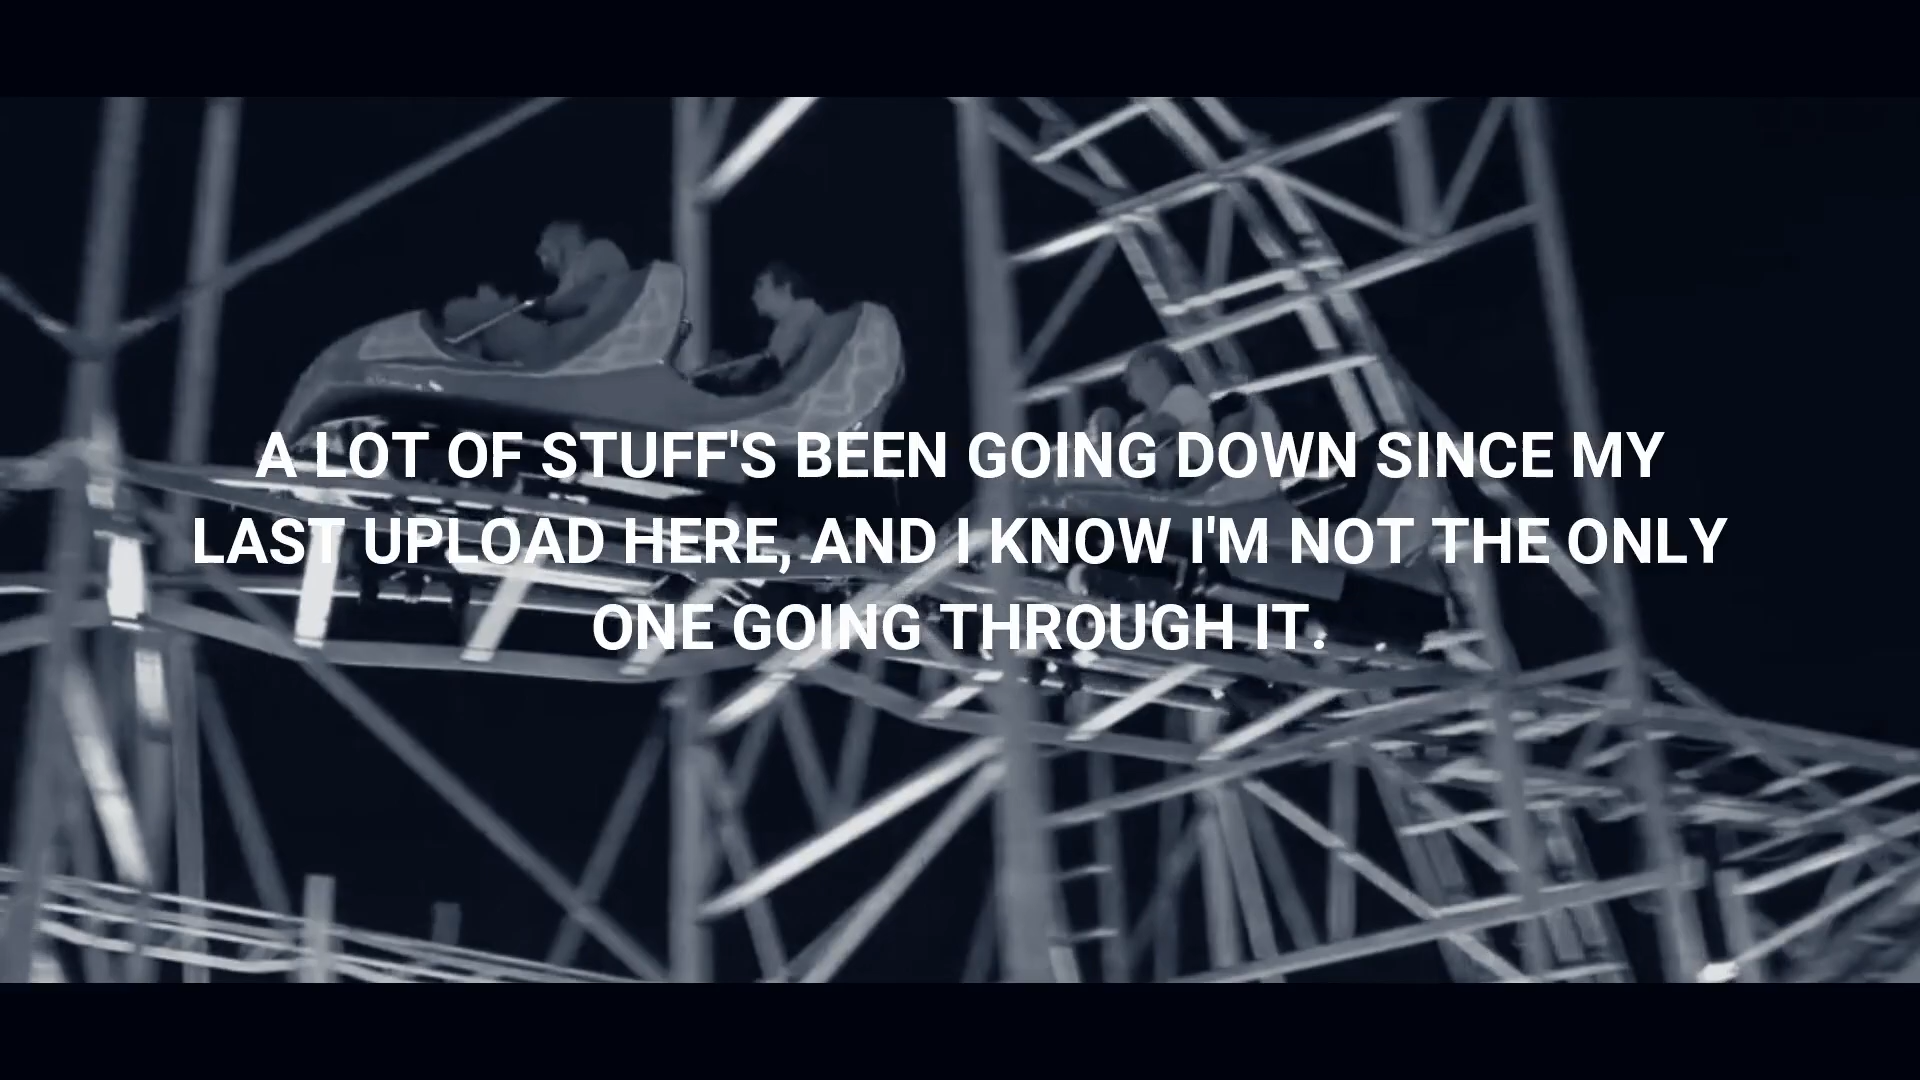 A LOT OF STUFF'S BEEN GOING DOWN SINCE MY
LAST UPLOAD HERE, AND I KNOW I'M NOT THE ONLY
ONE GOING THROUGH IT.